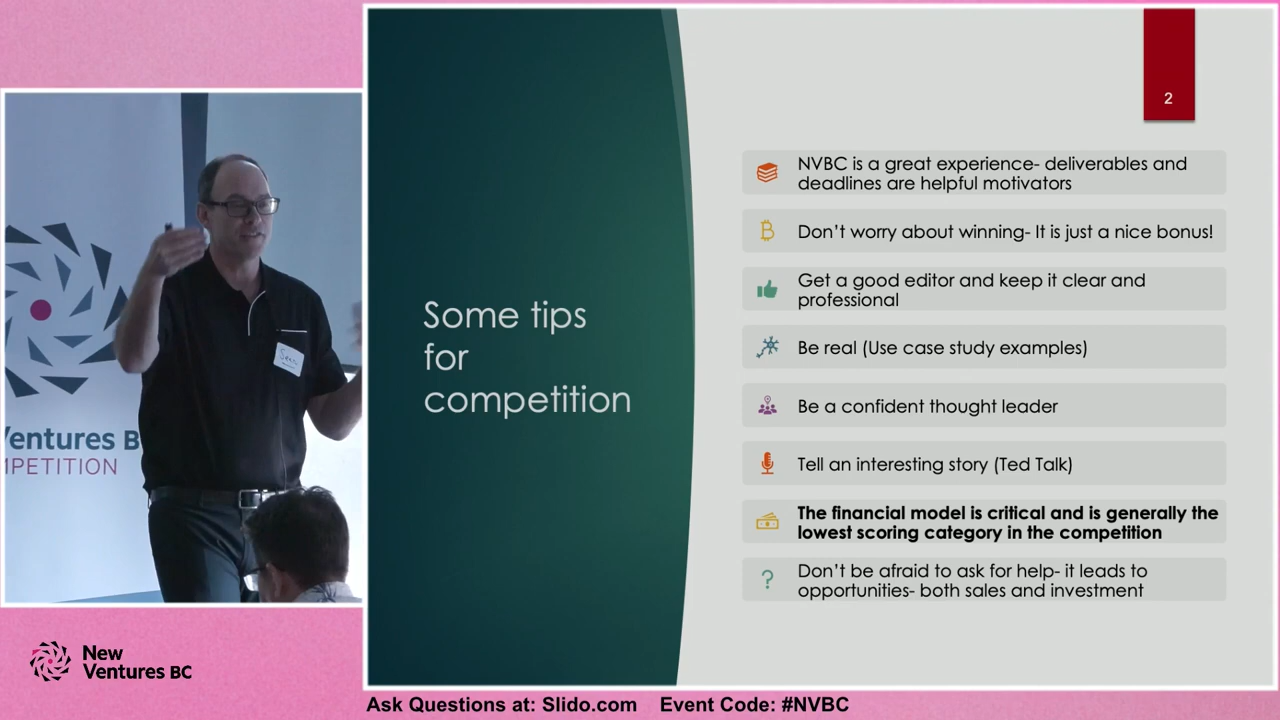 2
Some tips
for
competition
NVBC is a great experience- deliverables and
deadlines are helpful motivators
Don't worry about winning- It is just a nice bonus!
Get a good editor and keep it clear and
professional
Be real (Use case study examples)
Be a confident thought leader
Tell an interesting story (Ted Talk)
The financial model is critical and is generally the
lowest scoring category in the competition
Don't be afraid to ask for help- it leads to
opportunities- both sales and investment
Ventures B
MPETITION
New
Ventures BC
Ask Questions at: Slido.com Event Code: #NVBC